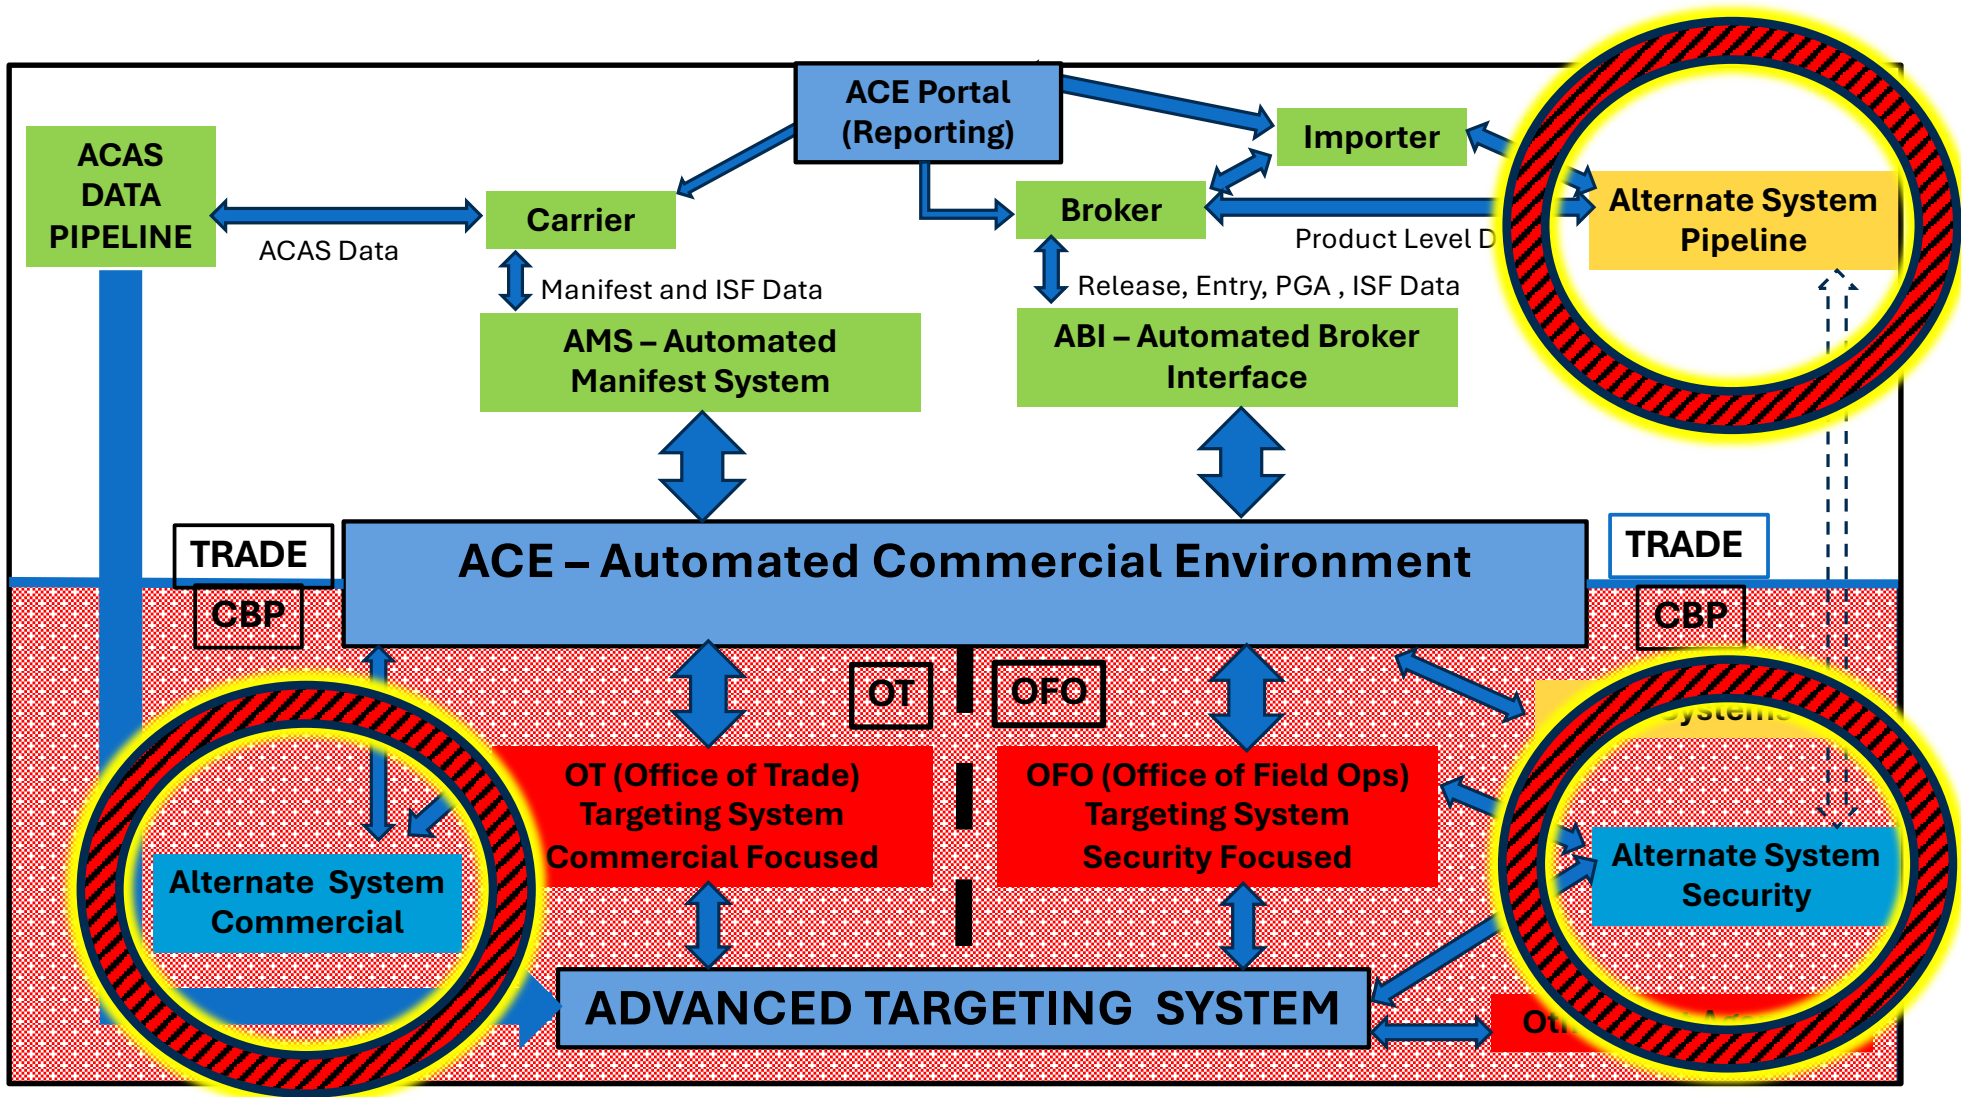 ACE Portal
(Reporting)
Importer
ACAS
DATA
PIPELINE
Carrier
Broker
Alternate System
Pipeline
ACAS Data
Product Level D
Manifest and ISF Data
Release, Entry, PGA , ISF Data
AMS – Automated
Manifest System
ABI – Automated Broker
Interface
TRADE
CBP
ACE – Automated Commercial Environment
TRADE
CBP
OT
OFO
OT (Office of Trade)
Targeting System
Commercial Focused
OFO (Office of Field Ops)
Targeting System
Security Focused
Alternate System
Commercial
Alternate System
Security
ADVANCED TARGETING SYSTEM